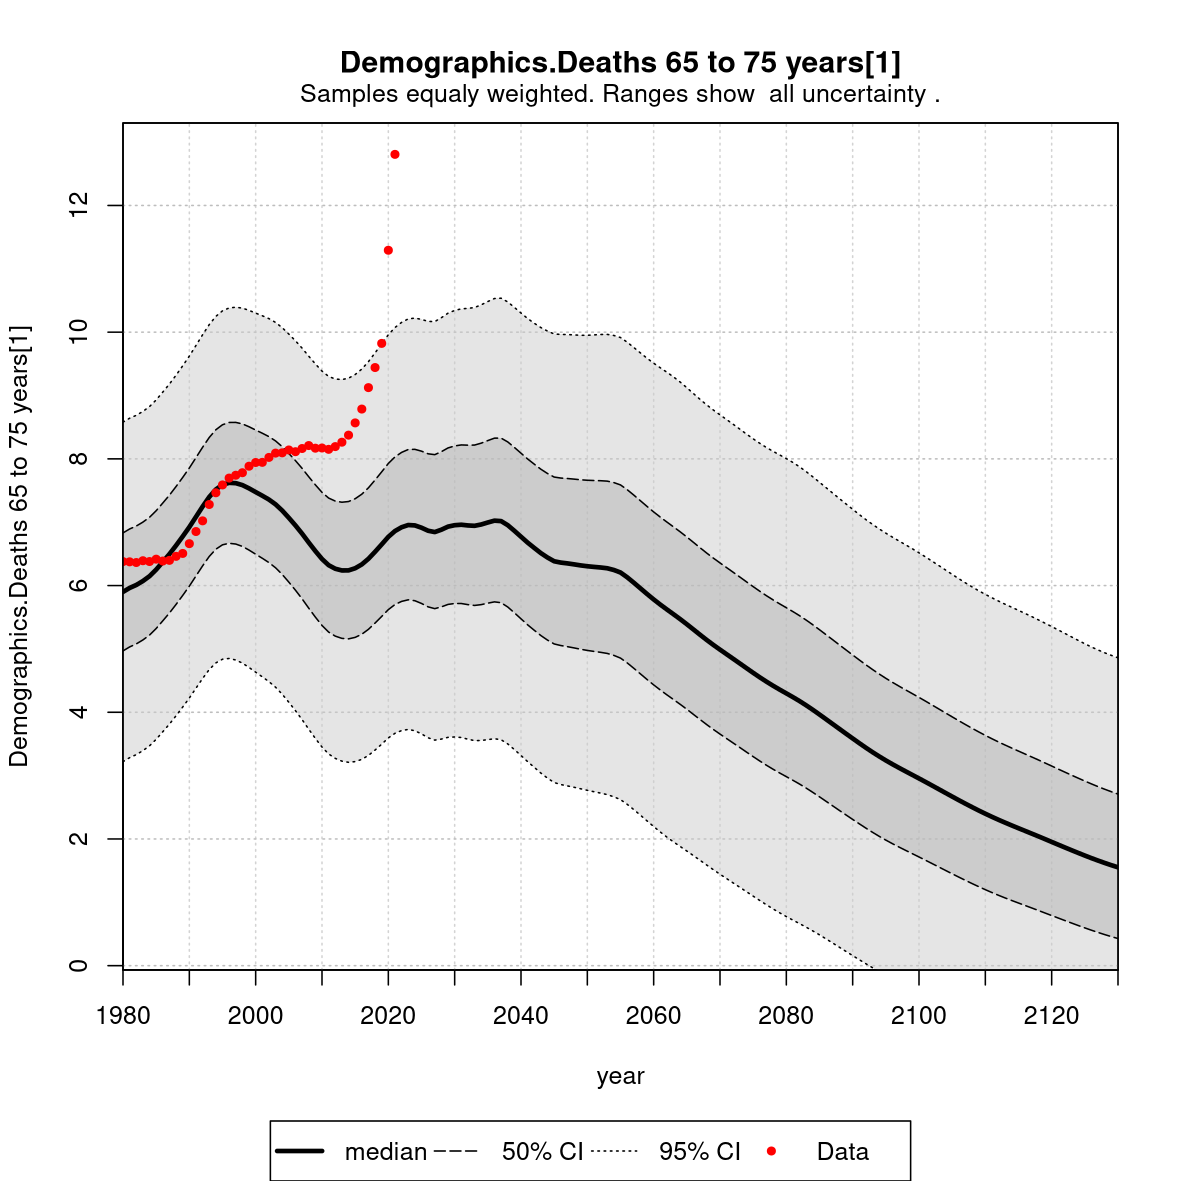 Demographics.Deaths 65 to 75 years[1]
Samples equaly weighted. Ranges show  all uncertainty .
Demographics.Deaths 65 to 75 years[1]
12
10
8
6
4
2
0
1980 2000 2020 2040 2060 2080 2100 2120
year
median 50% CI 95% CI Data